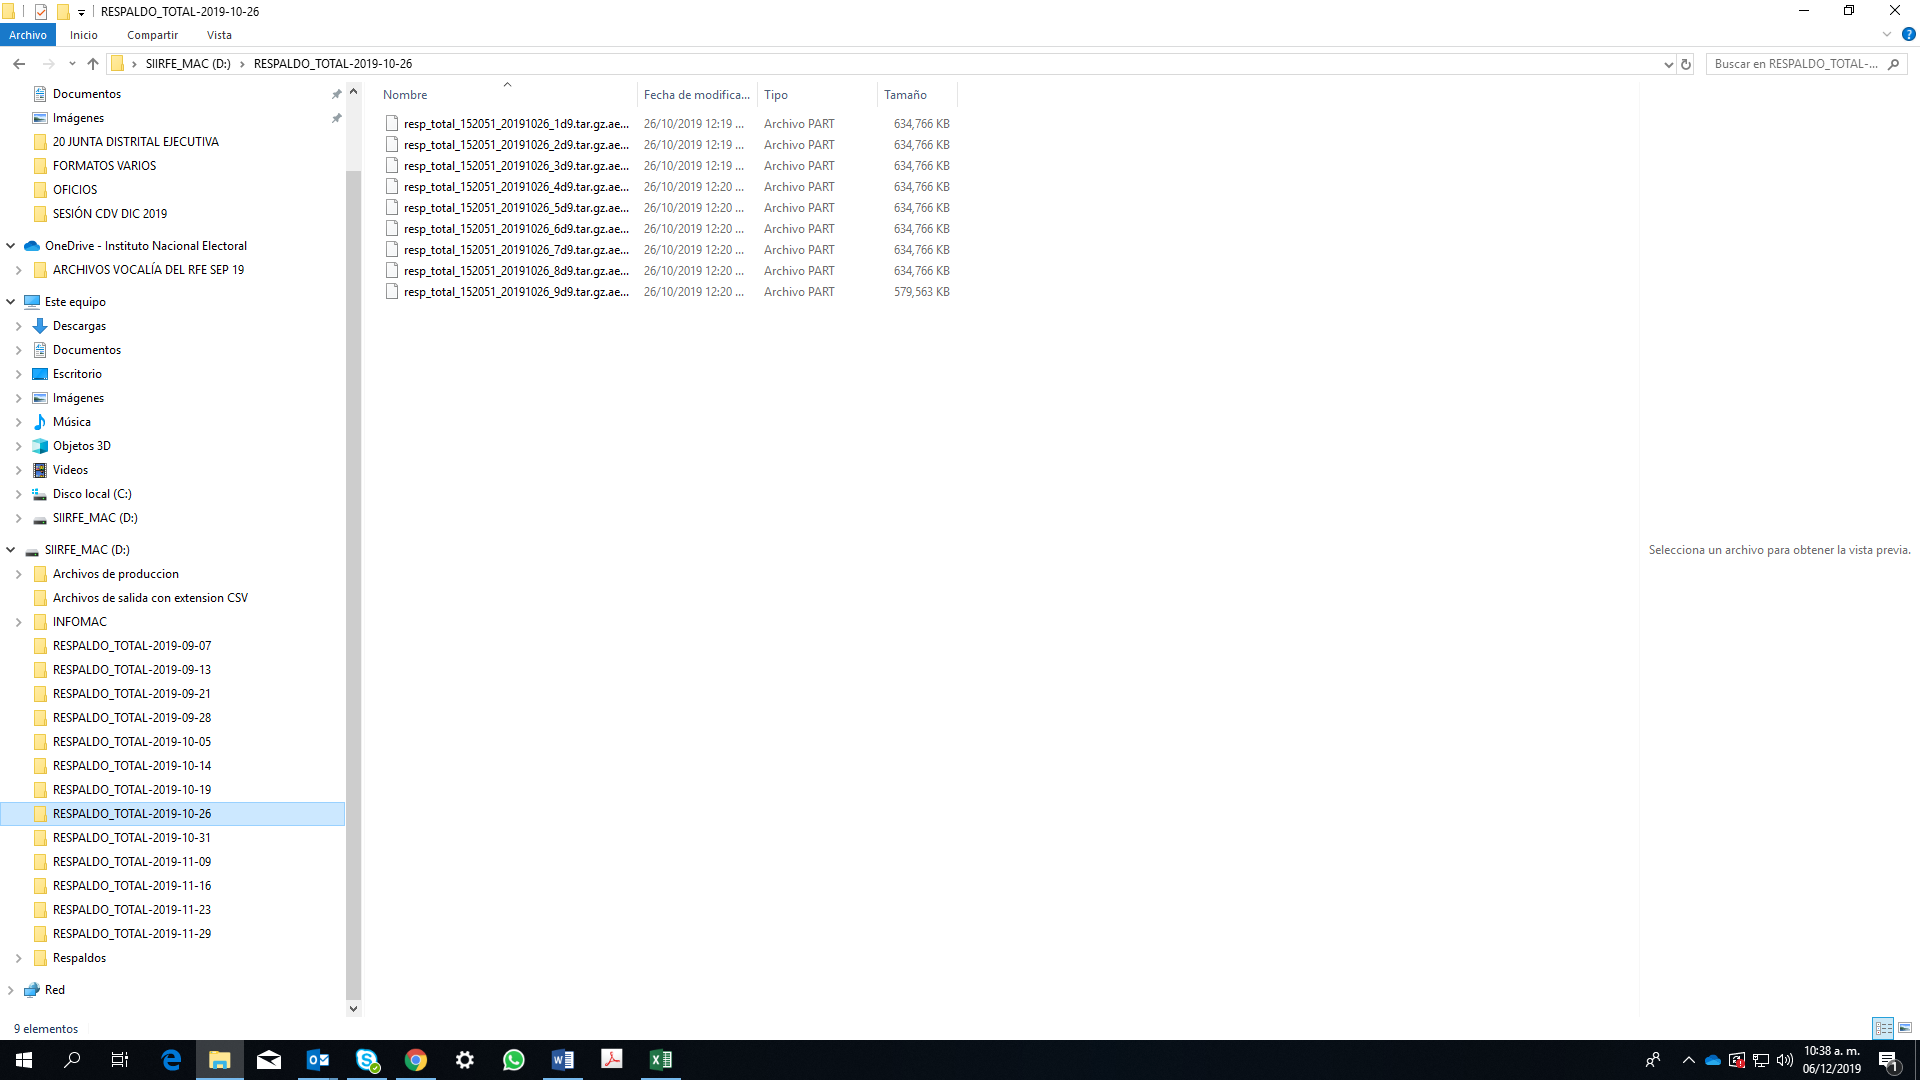 RESPALDO_TOTAL-2019-10-26
Archivo Inicio Compartir Vista
SIIRFE_MAC (D:) RESPALDO_TOTAL-2019-10-26
Buscar en RESPALDO_TOTAL-...
Documentos
Imágenes
20 JUNTA DISTRITAL EJECUTIVA
FORMATOS VARIOS
OFICIOS
SESIÓN CDV DIC 2019
OneDrive - Instituto Nacional Electoral
ARCHIVOS VOCALÍA DEL RFE SEP 19
Este equipo
Descargas
Documentos
Escritorio
Imágenes
Música
Objetos 3D
Videos
Disco local (C:)
SIIRFE_MAC (D:)
SIIRFE_MAC (D:)
Archivos de produccion
Archivos de salida con extension CSV
INFOMAC
RESPALDO_TOTAL-2019-09-07
RESPALDO_TOTAL-2019-09-13
RESPALDO_TOTAL-2019-09-21
RESPALDO_TOTAL-2019-09-28
RESPALDO_TOTAL-2019-10-05
RESPALDO_TOTAL-2019-10-14
RESPALDO_TOTAL-2019-10-19
RESPALDO_TOTAL-2019-10-26
RESPALDO_TOTAL-2019-10-31
RESPALDO_TOTAL-2019-11-09
RESPALDO_TOTAL-2019-11-16
RESPALDO_TOTAL-2019-11-23
RESPALDO_TOTAL-2019-11-29
Respaldos
Red
Nombre Fecha de modifica... Tipo Tamaño
resp_total_152051_20191026_1d9.tar.gz.ae... 26/10/2019 12:19 ... Archivo PART 634,766 KB
resp_total_152051_20191026_2d9.tar.gz.ae... 26/10/2019 12:19 ... Archivo PART 634,766 KB
resp_total_152051_20191026_3d9.tar.gz.ae... 26/10/2019 12:19 ... Archivo PART 634,766 KB
resp_total_152051_20191026_4d9.tar.gz.ae... 26/10/2019 12:20 ... Archivo PART 634,766 KB
resp_total_152051_20191026_5d9.tar.gz.ae... 26/10/2019 12:20 ... Archivo PART 634,766 KB
resp_total_152051_20191026_6d9.tar.gz.ae... 26/10/2019 12:20 ... Archivo PART 634,766 KB
resp_total_152051_20191026_7d9.tar.gz.ae... 26/10/2019 12:20 ... Archivo PART 634,766 KB
resp_total_152051_20191026_8d9.tar.gz.ae... 26/10/2019 12:20 ... Archivo PART 634,766 KB
resp_total_152051_20191026_9d9.tar.gz.ae... 26/10/2019 12:20 ... Archivo PART 579,563 KB
Selecciona un archivo para obtener la vista previa.
9 elementos
10:38 a. m.
06/12/2019
1